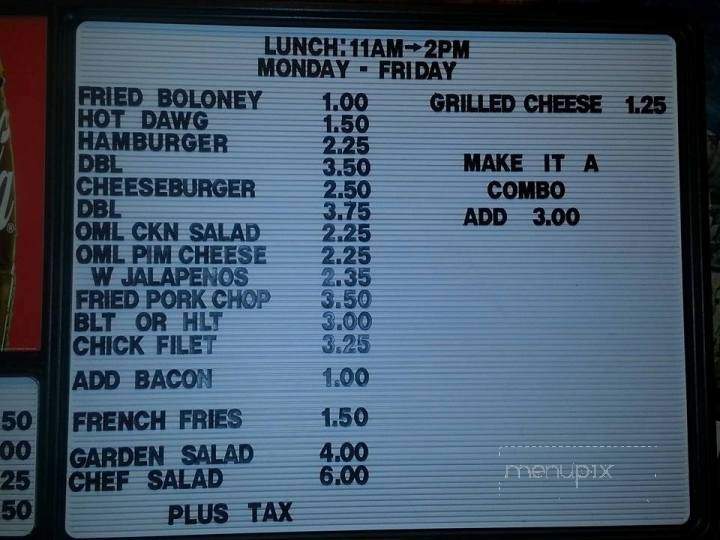 LUNCH: 11AM→2PM
MONDAY - FRIDAY
FRIED BOLONEY 1.00
HOT DAWG 1.50
HAMBURGER 2.25
DBL 3.50
CHEESEBURGER 2.50
DBL 3.75
OML CKN SALAD 2.25
OML PIM CHEESE 2.25
W JALAPENOS 2.35
FRIED PORK CHOP 3.50
BLT OR HLT 3.00
CHICK FILET 3.25
ADD BACON 1.00
FRENCH FRIES 1.50
GARDEN SALAD 4.00
CHEF SALAD 6.00
PLUS TAX
GRILLED CHEESE 1.25
MAKE IT A
COMBO
ADD 3.00
50
00
25
50
menupix